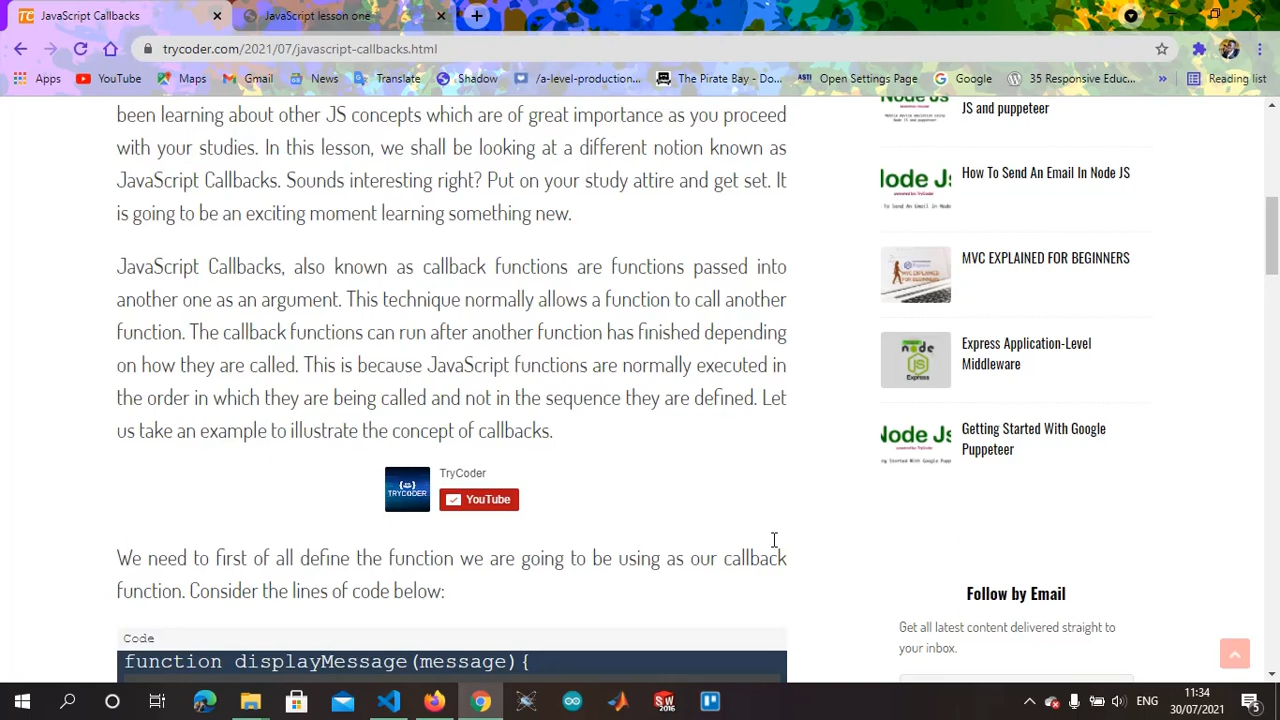 JavaScript Callbacks
JavaScript lesson one
trycoder.com/2021/07/javascript-callbacks.html
Apps YouTube Maps Gmail News Translate Shadow /a-level-production... The Pirate Bay - Do... Open Settings Page Google 35 Responsive Educ... » Reading list
been learning about other JS concepts which are of great importance as you proceed
with your studies. In this lesson, we shall be looking at a different notion known as
JavaScript Callbacks. Sounds interesting right? Put on your study attire and get set. It
is going to be an exciting moment learning something new.
JavaScript Callbacks, also known as callback functions are functions passed into
another one as an argument. This technique normally allows a function to call another
function. The callback functions can run after another function has finished depending
on how they are called. This is because JavaScript functions are normally executed in
the order in which they are being called and not in the sequence they are defined. Let
us take an example to illustrate the concept of callbacks.
TRYCODER
TryCoder
YouTube
We need to first of all define the function we are going to be using as our callback
function. Consider the lines of code below:
Code
function displayMessage(message){
JS and puppeteer
How To Send An Email In Node JS
MVC EXPLAINED FOR BEGINNERS
Express Application-Level
Middleware
Getting Started With Google
Puppeteer
Follow by Email
Get all latest content delivered straight to
your inbox.
ENG
11:34
30/07/2021